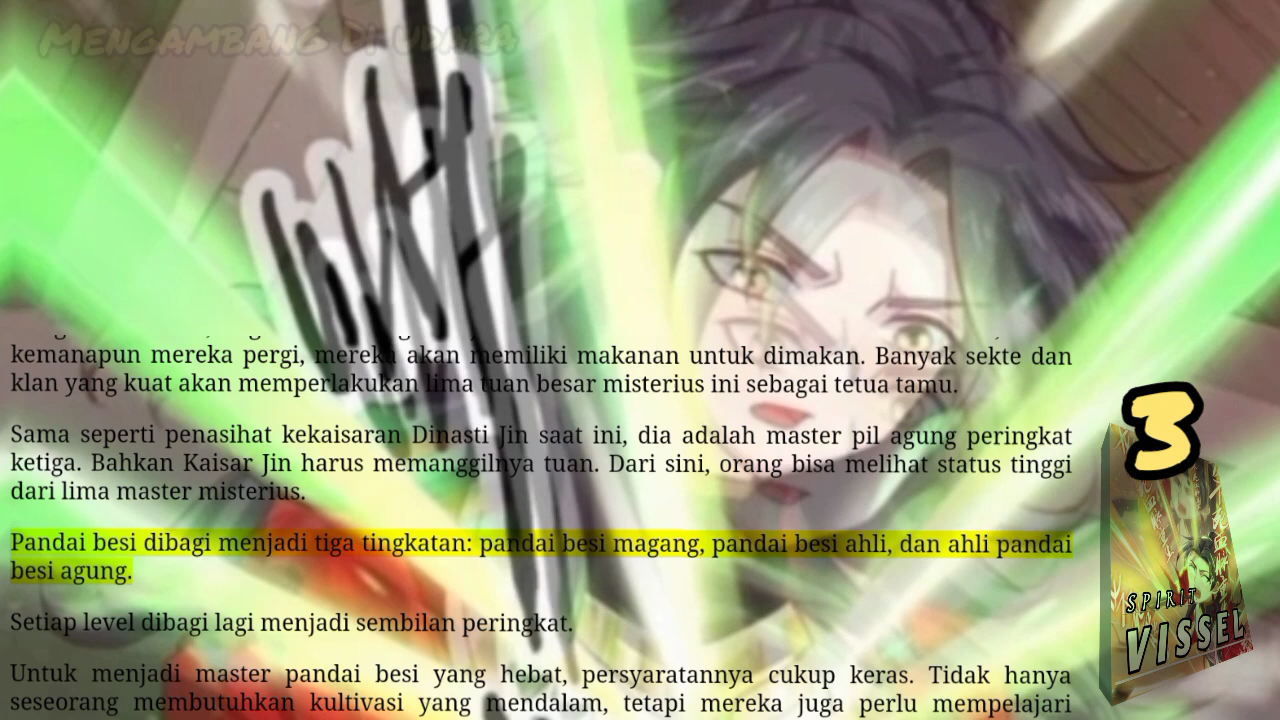 Mengambang Di udara
kemanapun mereka pergi, mereka akan memiliki makanan untuk dimakan. Banyak sekte dan
klan yang kuat akan memperlakukan lima tuan besar misterius ini sebagai tetua tamu.
Sama seperti penasihat kekaisaran Dinasti Jin saat ini, dia adalah master pil agung peringkat
ketiga. Bahkan Kaisar Jin harus memanggilnya tuan. Dari sini, orang bisa melihat status tinggi
dari lima master misterius.
Pandai besi dibagi menjadi tiga tingkatan: pandai besi magang, pandai besi ahli, dan ahli pandai
besi agung.
Setiap level dibagi lagi menjadi sembilan peringkat.
Untuk menjadi master pandai besi yang hebat, persyaratannya cukup keras. Tidak hanya
seseorang membutuhkan kultivasi yang mendalam, tetapi mereka juga perlu mempelajari
3
SPIRIT
VISSEL